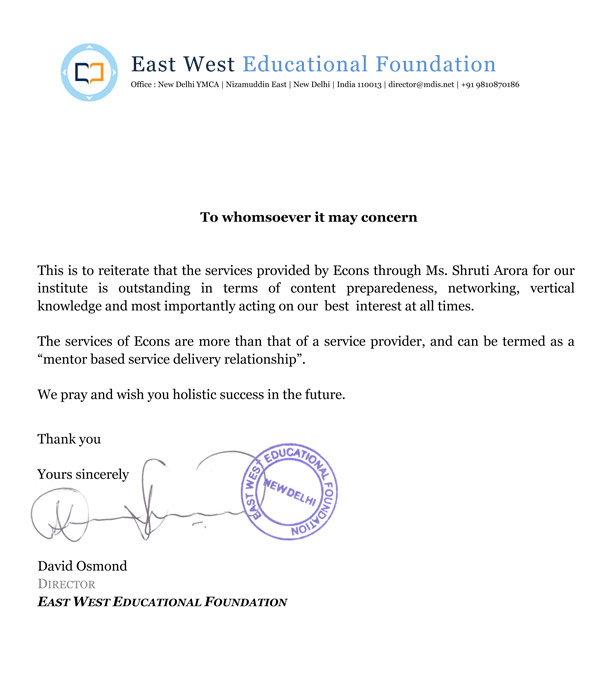 East West Educational Foundation
Office : New Delhi YMCA | Nizamuddin East | New Delhi | India 110013 | director@mdis.net | +91 9810870186
To whomsoever it may concern
This is to reiterate that the services provided by Econs through Ms. Shruti Arora for our
institute is outstanding in terms of content preparedeness, networking, vertical
knowledge and most importantly acting on our best interest at all times.
The services of Econs are more than that of a service provider, and can be termed as a
“mentor based service delivery relationship”.
We pray and wish you holistic success in the future.
Thank you
Yours sincerely
EAST WEST EDUCATIONAL FOUNDATION
NEW DELHI
David Osmond
DIRECTOR
EAST WEST EDUCATIONAL FOUNDATION